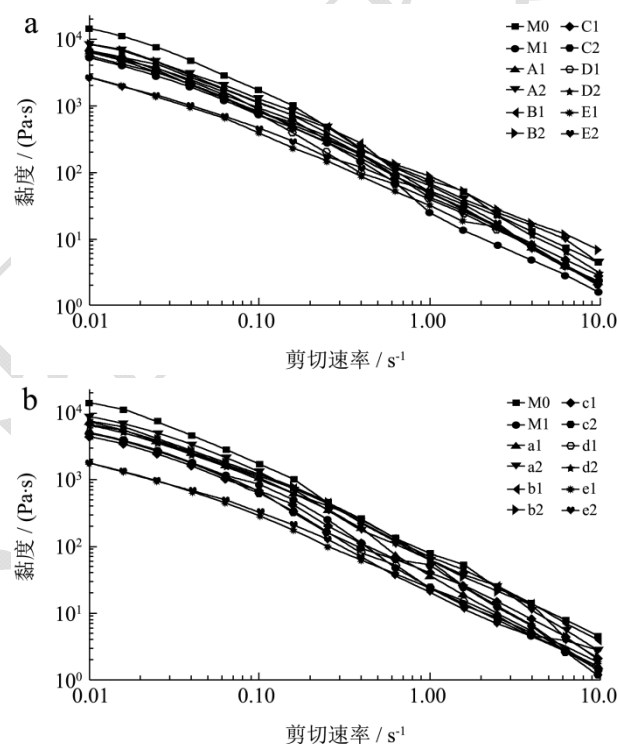 a
M0 C1
M1 C2
A1 D1
A2 D2
B1 E1
B2 E2
10⁴
10³
10²
10¹
10⁰
黏度 / (Pa·s)
0.01 0.10 1.00 10.0
剪切速率 / s⁻¹
b
M0 c1
M1 c2
a1 d1
a2 d2
b1 e1
b2 e2
10⁴
10³
10²
10¹
10⁰
黏度 / (Pa·s)
0.01 0.10 1.00 10.0
剪切速率 / s⁻¹